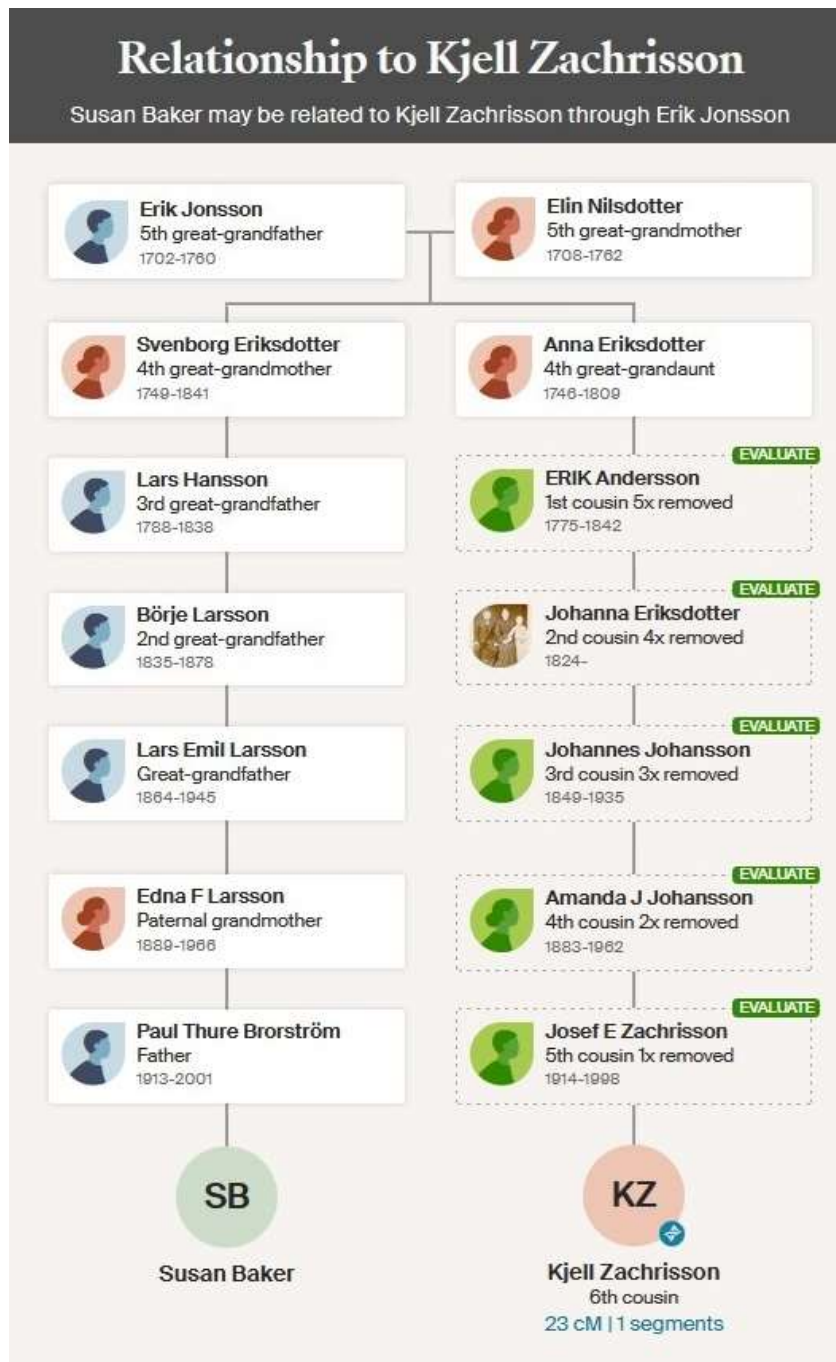 Relationship to Kjell Zachrisson
Susan Baker may be related to Kjell Zachrisson through Erik Jonsson
Erik Jonsson
5th great-grandfather
1702-1760
Elin Nilsdotter
5th great-grandmother
1708-1762
Svenborg Eriksdotter
4th great-grandmother
1749-1841
Anna Eriksdotter
4th great-grandaunt
1746-1809
Lars Hansson
3rd great-grandfather
1788-1838
EVALUATE
ERIK Andersson
1st cousin 5x removed
1775-1842
Börje Larsson
2nd great-grandfather
1835-1878
EVALUATE
Johanna Eriksdotter
2nd cousin 4x removed
1824-
Lars Emil Larsson
Great-grandfather
1864-1945
EVALUATE
Johannes Johansson
3rd cousin 3x removed
1849-1935
Edna F Larsson
Paternal grandmother
1889-1966
EVALUATE
Amanda J Johansson
4th cousin 2x removed
1883-1962
Paul Thure Brorström
Father
1913-2001
EVALUATE
Josef E Zachrisson
5th cousin 1x removed
1914-1998
SB
Susan Baker
KZ
Kjell Zachrisson
6th cousin
23 cM | 1 segments